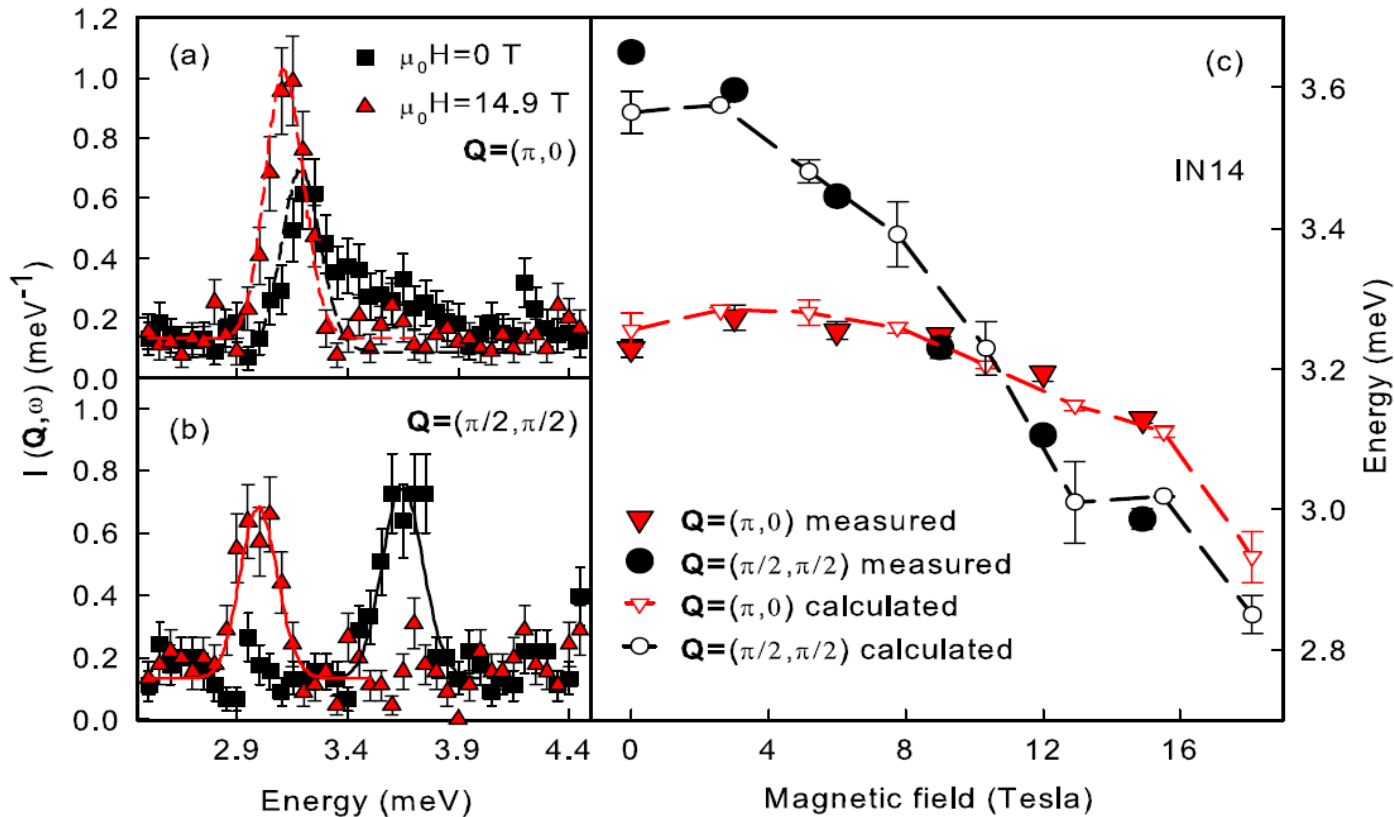 (a)
μ₀H=0 T
μ₀H=14.9 T
Q=(π,0)
1.2
1.0
0.8
0.6
0.4
0.2
0.0
(b)
Q=(π/2,π/2)
1.0
0.8
0.6
0.4
0.2
0.0
I (Q,ω) (meV⁻¹)
2.9 3.4 3.9 4.4
Energy (meV)
(c)
IN14
Q=(π,0) measured
Q=(π/2,π/2) measured
Q=(π,0) calculated
Q=(π/2,π/2) calculated
3.6
3.4
3.2
3.0
2.8
Energy (meV)
0 4 8 12 16
Magnetic field (Tesla)